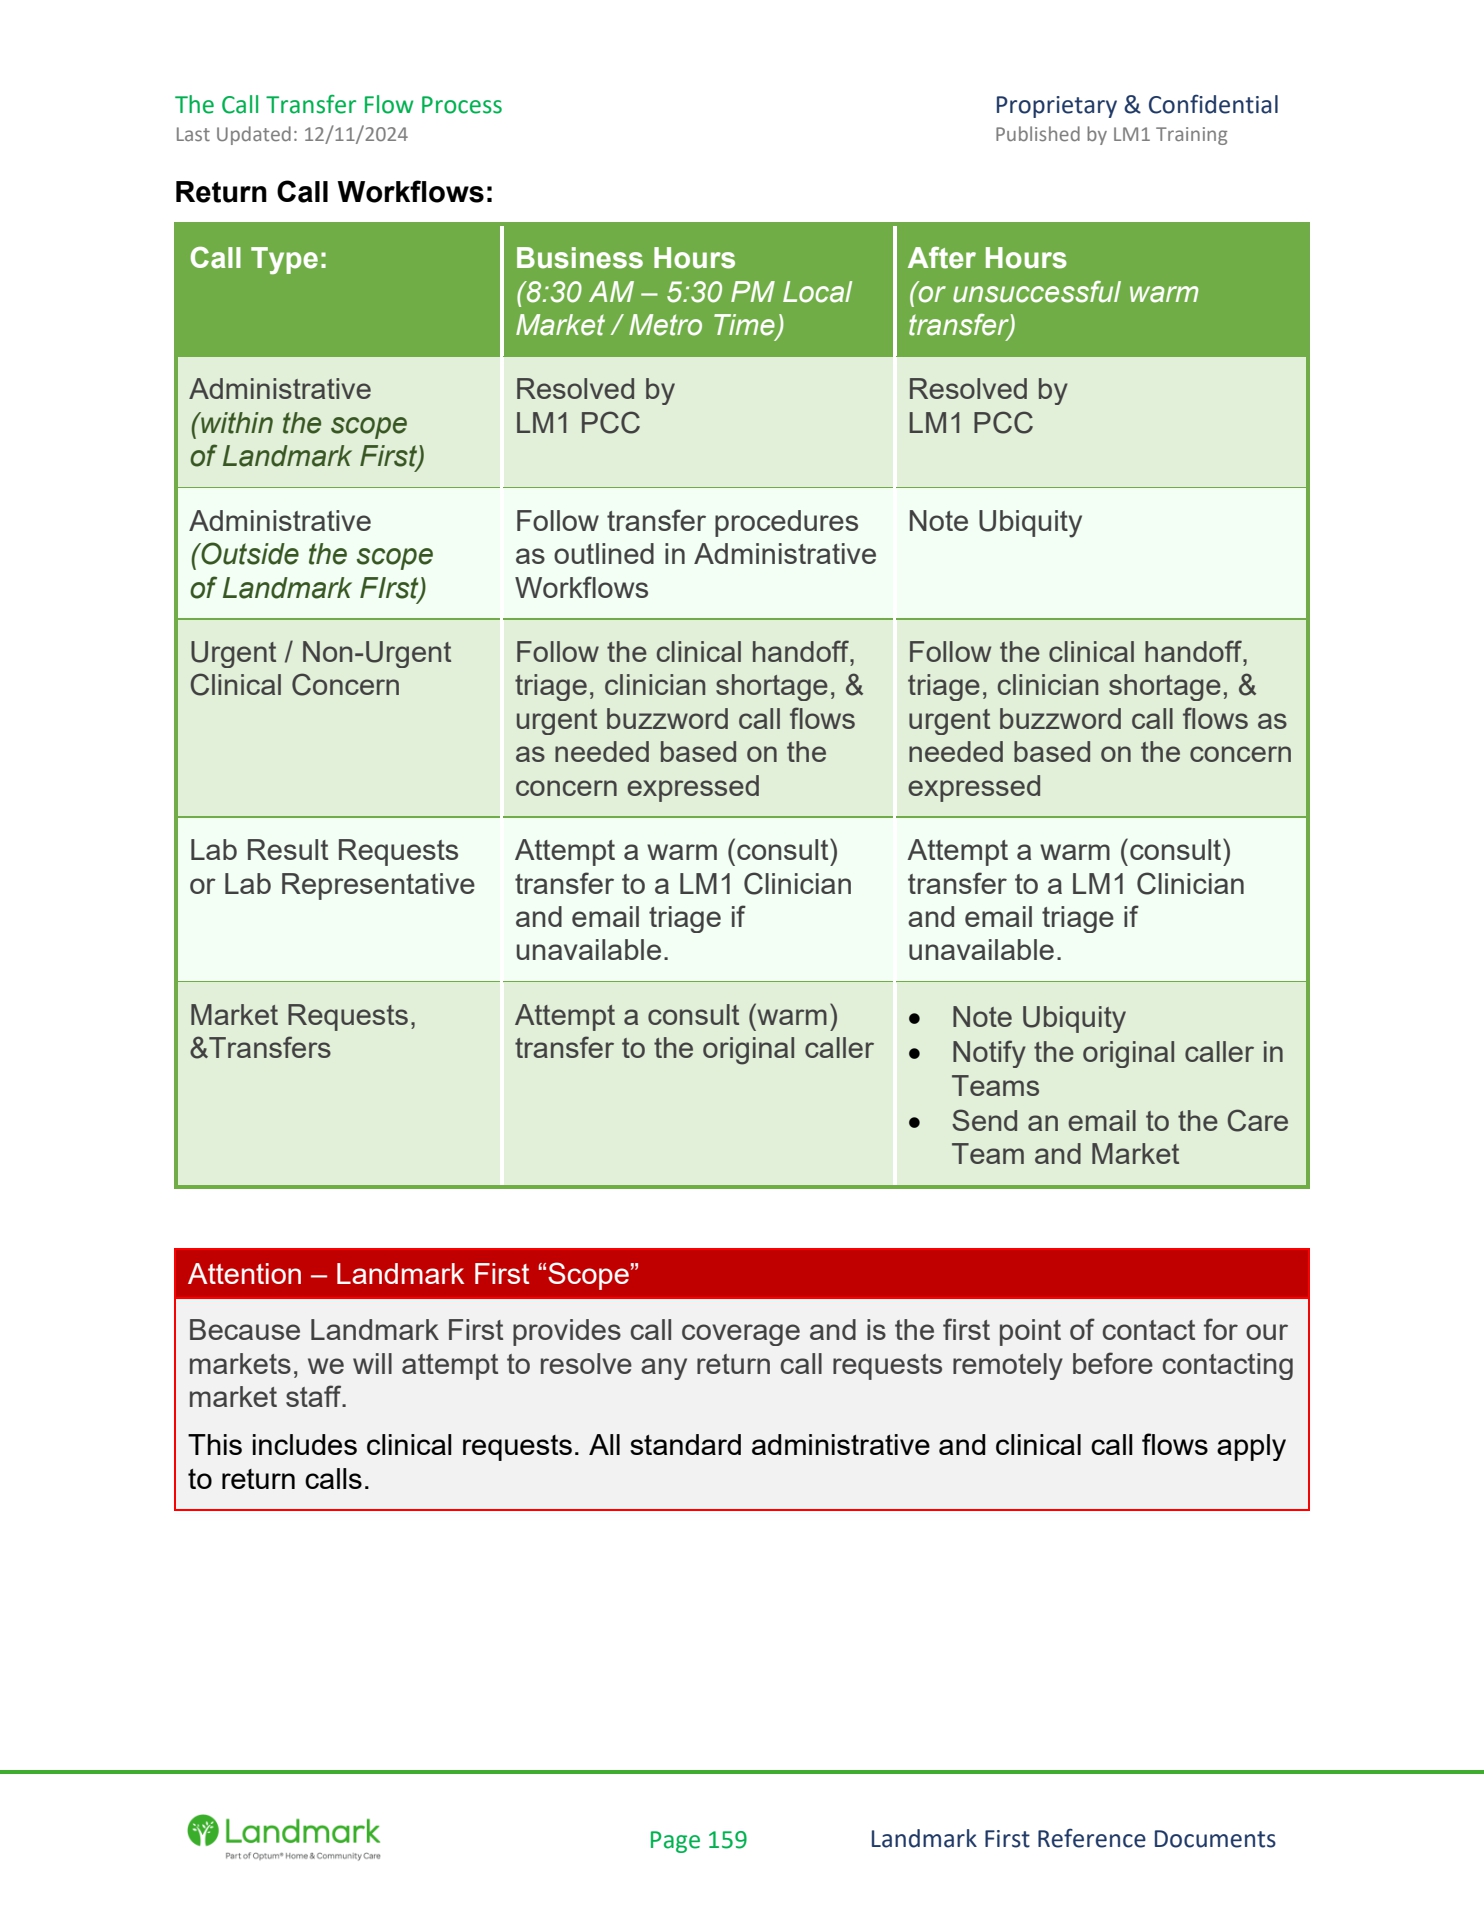 The Call Transfer Flow Process
Proprietary & Confidential
Last Updated: 12/11/2024
Published by LM1 Training
Return Call Workflows:
Call Type:
Business Hours
(8:30 AM – 5:30 PM Local
Market / Metro Time)
After Hours
(or unsuccessful warm
transfer)
Administrative
(within the scope
of Landmark First)
Resolved by
LM1 PCC
Resolved by
LM1 PCC
Administrative
(Outside the scope
of Landmark FIrst)
Follow transfer procedures
as outlined in Administrative
Workflows
Note Ubiquity
Urgent / Non-Urgent
Clinical Concern
Follow the clinical handoff,
triage, clinician shortage, &
urgent buzzword call flows
as needed based on the
concern expressed
Follow the clinical handoff,
triage, clinician shortage, &
urgent buzzword call flows as
needed based on the concern
expressed
Lab Result Requests
or Lab Representative
Attempt a warm (consult)
transfer to a LM1 Clinician
and email triage if
unavailable.
Attempt a warm (consult)
transfer to a LM1 Clinician
and email triage if
unavailable.
Market Requests,
&Transfers
Attempt a consult (warm)
transfer to the original caller
• Note Ubiquity
• Notify the original caller in
Teams
• Send an email to the Care
Team and Market
Attention – Landmark First “Scope”
Because Landmark First provides call coverage and is the first point of contact for our
markets, we will attempt to resolve any return call requests remotely before contacting
market staff.
This includes clinical requests. All standard administrative and clinical call flows apply
to return calls.
Landmark
Part of Optum® Home & Community Care
Page 159
Landmark First Reference Documents